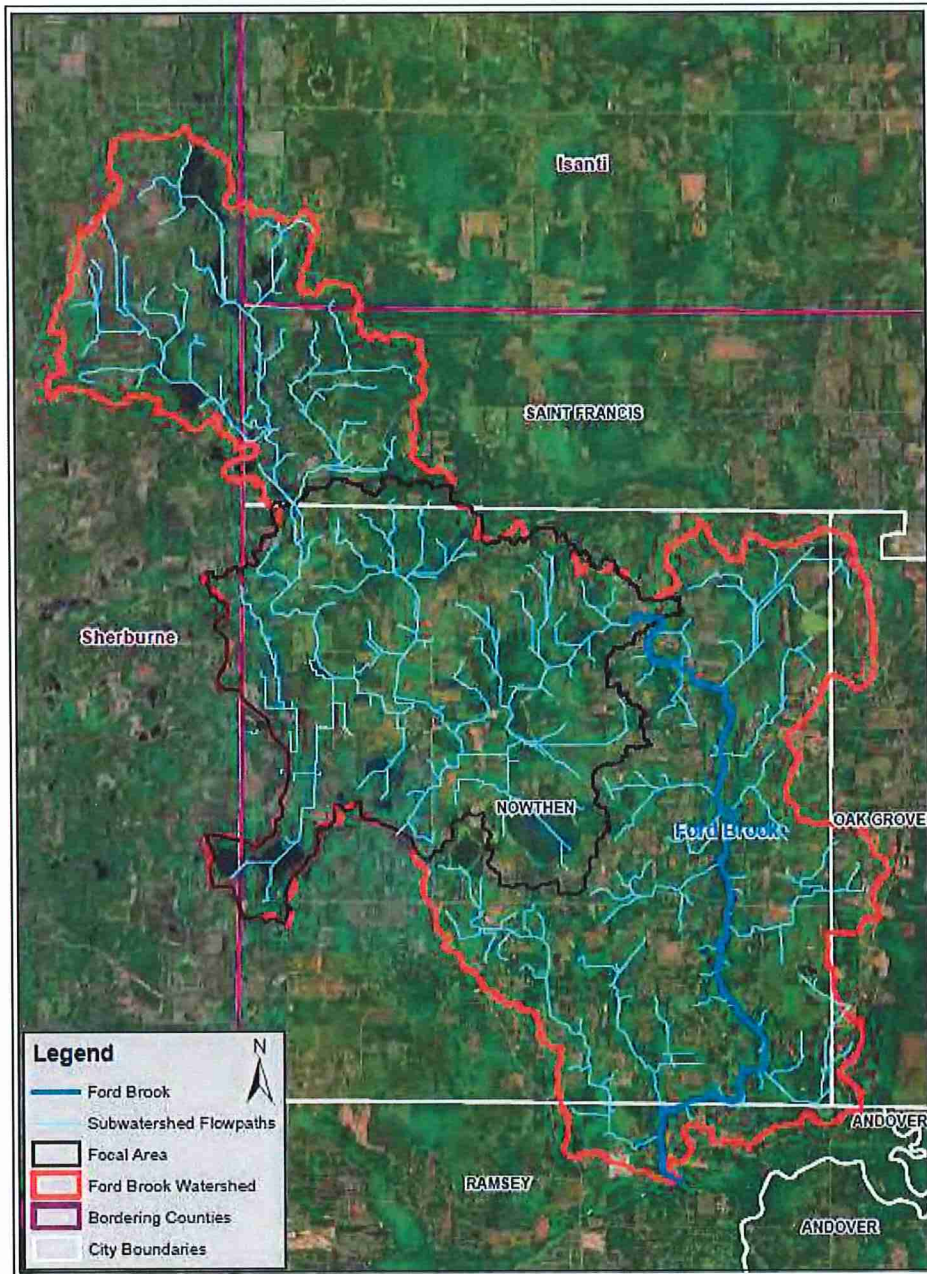 Isanti
SAINT FRANCIS
Sherburne
NOWTHEN
Ford Brook
OAK GROVE
Legend
N
Ford Brook
Subwatershed Flowpaths
Focal Area
Ford Brook Watershed
Bordering Counties
City Boundaries
ANDOVER
RAMSEY
ANDOVER